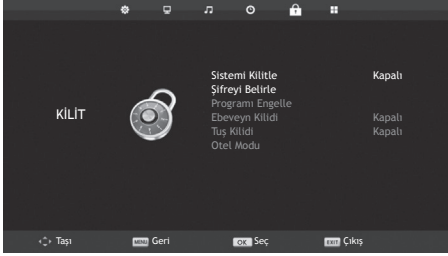 KİLİT
Sistemi Kilitle Kapalı
Şifreyi Belirle
Programı Engelle
Ebeveyn Kilidi Kapalı
Tuş Kilidi Kapalı
Otel Modu
Taşı MENU Geri OK Seç EXIT Çıkış